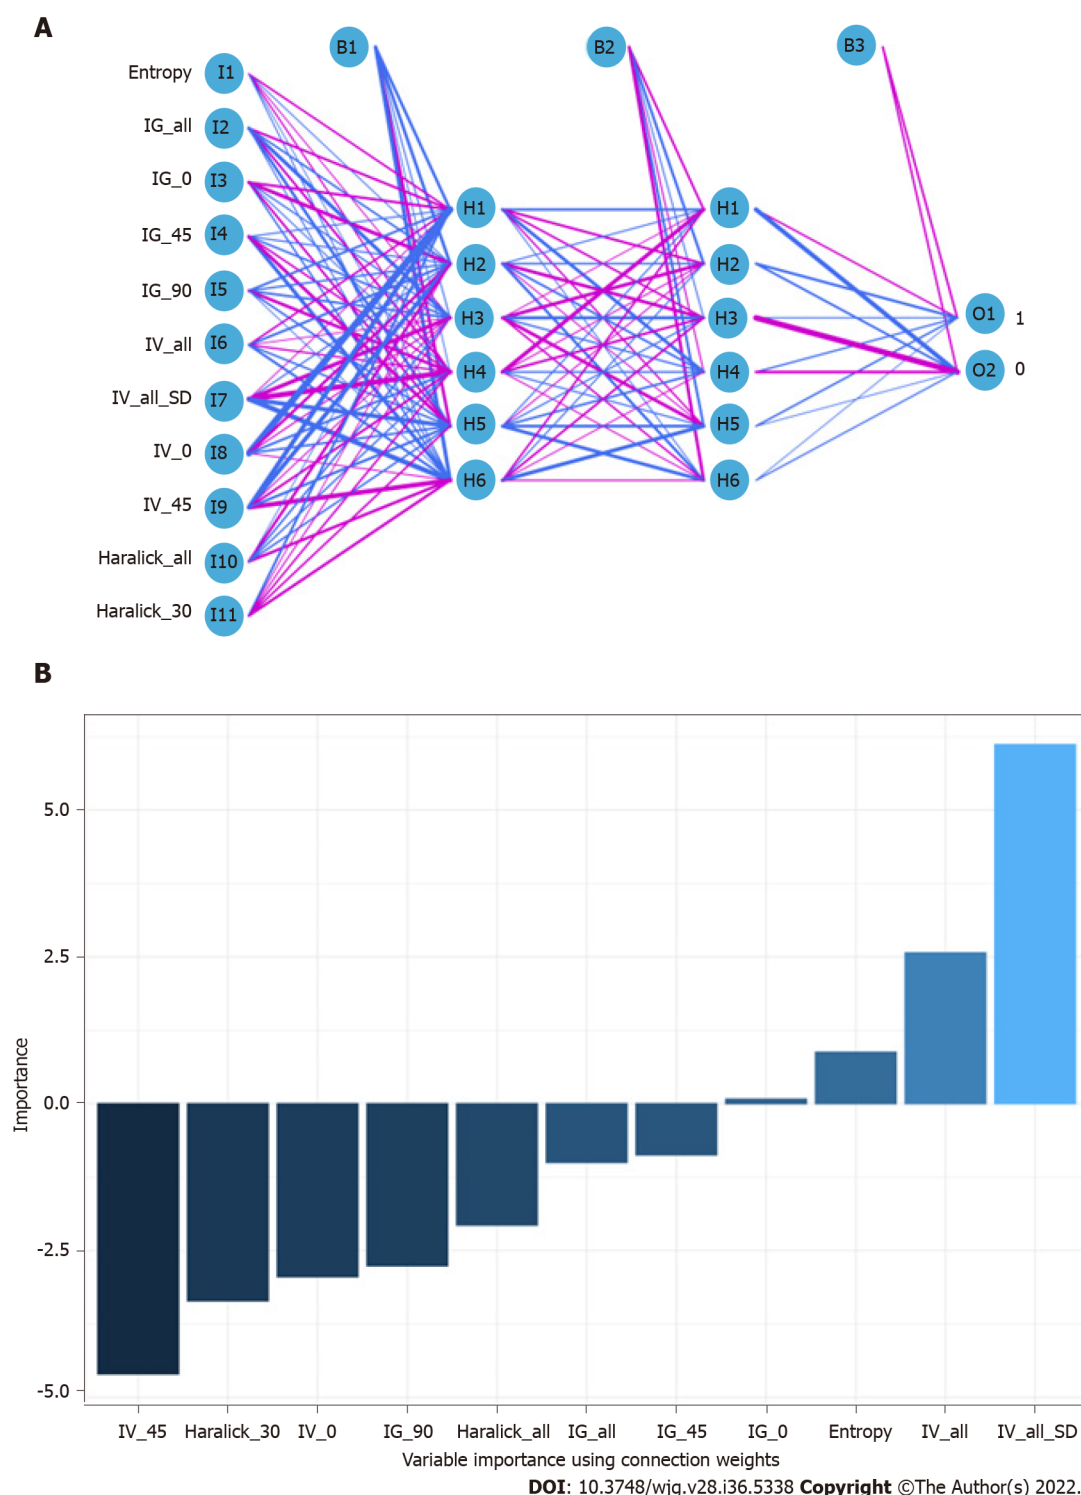 A
B1 B2 B3
Entropy I1
IG_all I2
IG_0 I3
IG_45 I4
IG_90 I5
IV_all I6
IV_all_SD I7
IV_0 I8
IV_45 I9
Haralick_all I10
Haralick_30 I11
H1 H1
H2 H2
H3 H3
H4 H4
H5 H5
H6 H6
O1 1
O2 0
B
Importance
5.0
2.5
0.0
-2.5
-5.0
IV_45 Haralick_30 IV_0 IG_90 Haralick_all IG_all IG_45 IG_0 Entropy IV_all IV_all_SD
Variable importance using connection weights
DOI: 10.3748/wjg.v28.i36.5338 Copyright ©The Author(s) 2022.